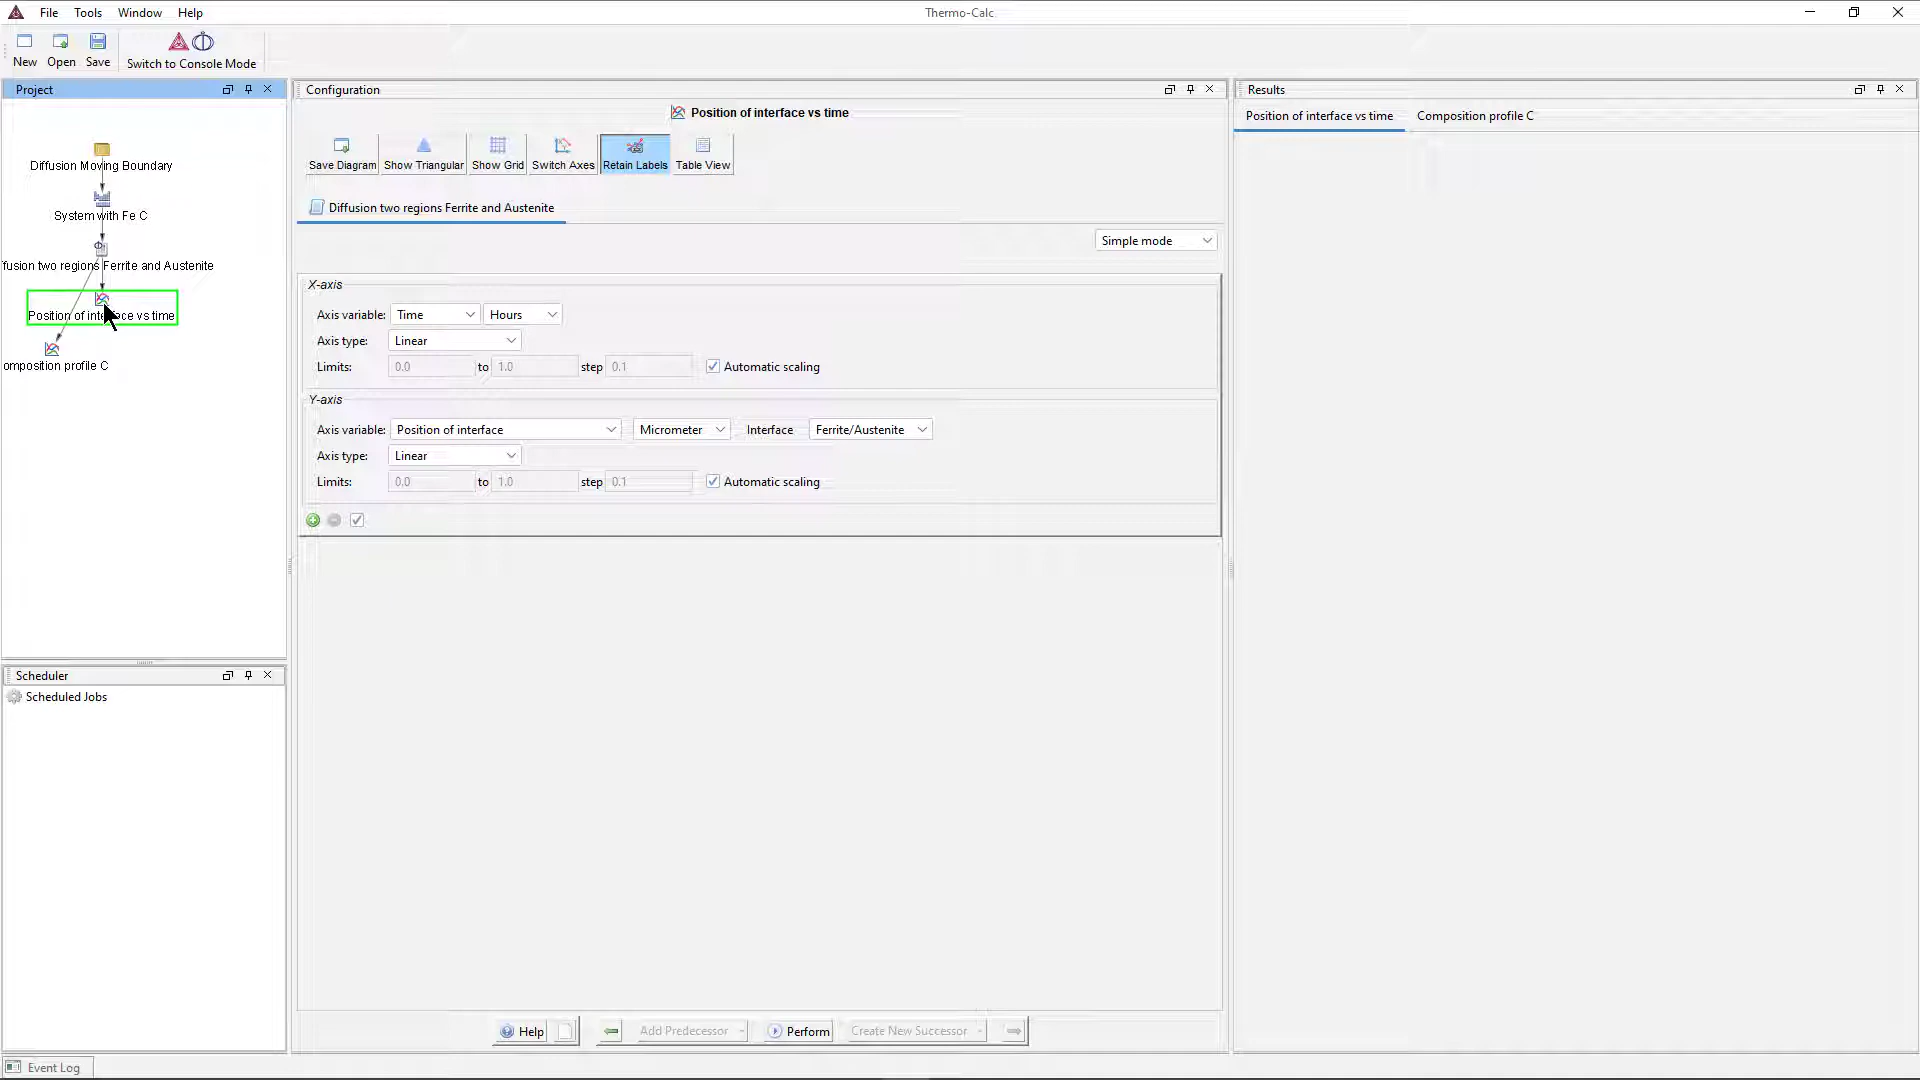 File Tools Window Help
Thermo-Calc
New Open Save Switch to Console Mode
Project
Diffusion Moving Boundary
System with Fe C
fusion two regions Ferrite and Austenite
Position of interface vs time
omposition profile C
Scheduler
Scheduled Jobs
Event Log
Configuration
Position of interface vs time
Save Diagram Show Triangular Show Grid Switch Axes Retain Labels Table View
Diffusion two regions Ferrite and Austenite
Simple mode
X-axis
Axis variable: Time Hours
Axis type: Linear
Limits: 0.0 to 1.0 step 0.1 Automatic scaling
Y-axis
Axis variable: Position of interface Micrometer Interface Ferrite/Austenite
Axis type: Linear
Limits: 0.0 to 1.0 step 0.1 Automatic scaling
Help Add Predecessor Perform Create New Successor
Results
Position of interface vs time Composition profile C